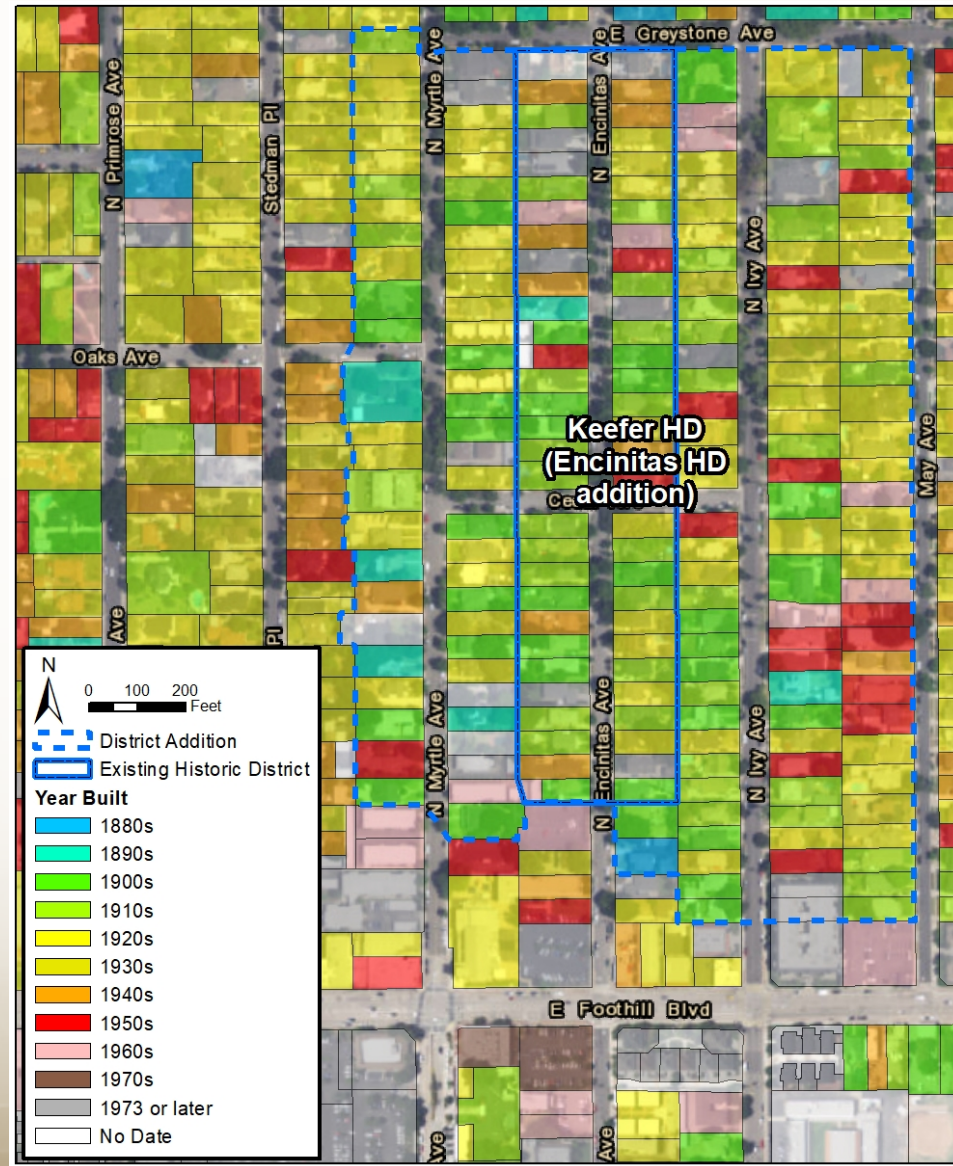 E Greystone Ave
N Primrose Ave
Stedman Pl
N Myrtle Ave
N Encinitas Ave
N Ivy Ave
Oaks Ave
Keefer HD
(Encinitas HD
addition)
May Ave
Ave
Pl
N Myrtle Ave
N Encinitas Ave
N Ivy Ave
E Foothill Blvd
Ave
Ave
N
0 100 200
Feet
District Addition
Existing Historic District
Year Built
1880s
1890s
1900s
1910s
1920s
1930s
1940s
1950s
1960s
1970s
1973 or later
No Date